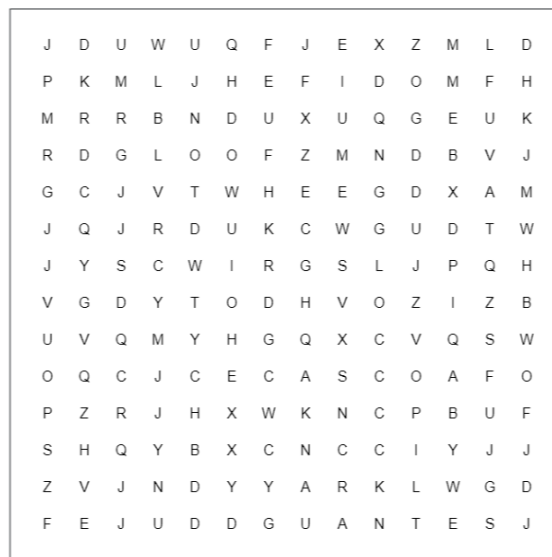 J D U W U Q F J E X Z M L D
P K M L J H E F I D O M F H
M R R B N D U X U Q G E U K
R D G L O O F Z M N D B V J
G C J V T W H E E G D X A M
J Q J R D U K C W G U D T W
J Y S C W I R G S L J P Q H
V G D Y T O D H V O Z I Z B
U V Q M Y H G Q X C V Q S W
O Q C J C E C A S C O A F O
P Z R J H X W K N C P B U F
S H Q Y B X C N C C I Y J J
Z V J N D Y Y A R K L W G D
F E J U D D G U A N T E S J